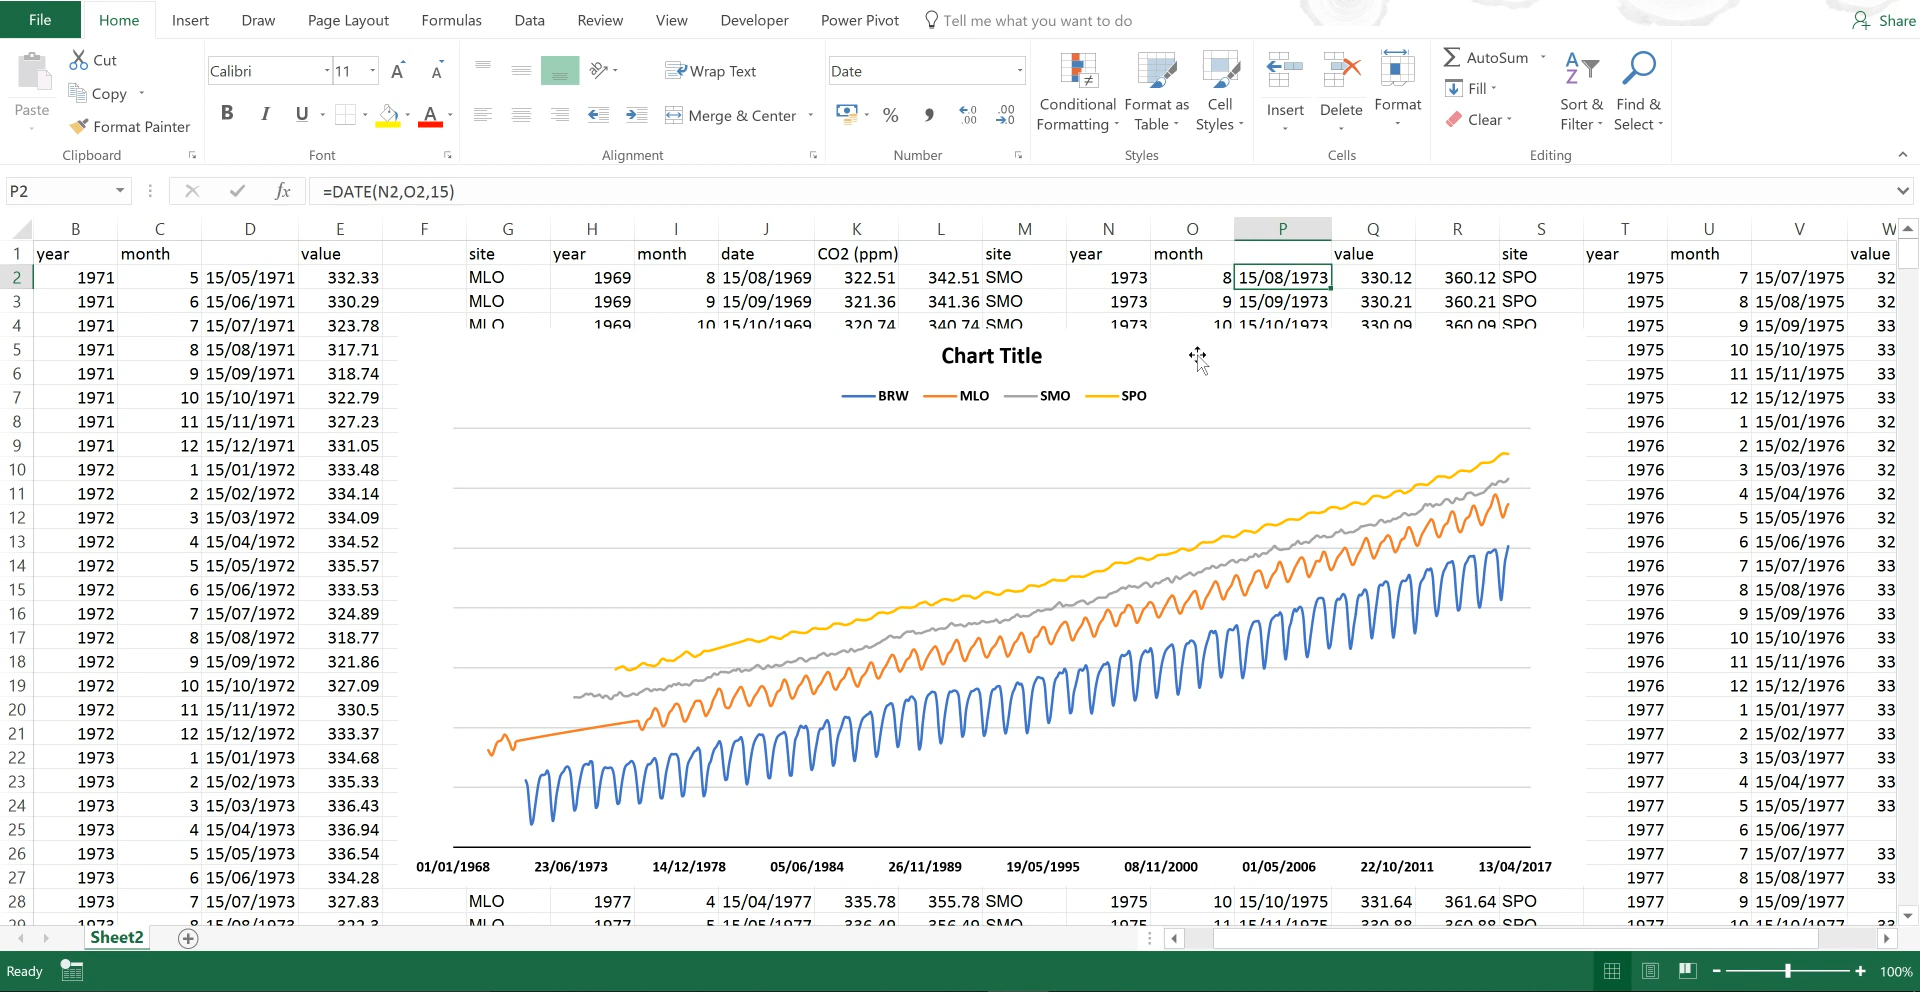 File Home Insert Draw Page Layout Formulas Data Review View Developer Power Pivot Tell me what you want to do Share
Paste Cut Copy Format Painter Clipboard
Calibri 11 A A B I U A Font
Wrap Text Merge & Center Alignment
Date % Number
Conditional Formatting Format as Table Cell Styles Styles
Insert Delete Format Cells
AutoSum Fill Clear Sort & Filter Find & Select Editing
P2 fx =DATE(N2,O2,15)
B C D E F G H I J K L M N O P Q R S T U V W
1 year month value site year month date CO2 (ppm) site year month value site year month value
2 1971 5 15/05/1971 332.33 MLO 1969 8 15/08/1969 322.51 342.51 SMO 1973 8 15/08/1973 330.12 360.12 SPO 1975 7 15/07/1975 32
3 1971 6 15/06/1971 330.29 MLO 1969 9 15/09/1969 321.36 341.36 SMO 1973 9 15/09/1973 330.21 360.21 SPO 1975 8 15/08/1975 32
4 1971 7 15/07/1971 323.78 MLO 1969 10 15/10/1969 320.74 340.74 SMO 1973 10 15/10/1973 330.09 360.09 SPO 1975 9 15/09/1975 33
5 1971 8 15/08/1971 317.71 1975 10 15/10/1975 33
6 1971 9 15/09/1971 318.74 1975 11 15/11/1975 33
7 1971 10 15/10/1971 322.79 1975 12 15/12/1975 33
8 1971 11 15/11/1971 327.23 1976 1 15/01/1976 32
9 1971 12 15/12/1971 331.05 1976 2 15/02/1976 32
10 1972 1 15/01/1972 333.48 1976 3 15/03/1976 32
11 1972 2 15/02/1972 334.14 1976 4 15/04/1976 32
12 1972 3 15/03/1972 334.09 1976 5 15/05/1976 32
13 1972 4 15/04/1972 334.52 1976 6 15/06/1976 32
14 1972 5 15/05/1972 335.57 1976 7 15/07/1976 33
15 1972 6 15/06/1972 333.53 1976 8 15/08/1976 33
16 1972 7 15/07/1972 324.89 1976 9 15/09/1976 33
17 1972 8 15/08/1972 318.77 1976 10 15/10/1976 33
18 1972 9 15/09/1972 321.86 1976 11 15/11/1976 33
19 1972 10 15/10/1972 327.09 1976 12 15/12/1976 33
20 1972 11 15/11/1972 330.5 1977 1 15/01/1977 33
21 1972 12 15/12/1972 333.37 1977 2 15/02/1977 33
22 1973 1 15/01/1973 334.68 1977 3 15/03/1977 33
23 1973 2 15/02/1973 335.33 1977 4 15/04/1977 33
24 1973 3 15/03/1973 336.43 1977 5 15/05/1977 33
25 1973 4 15/04/1973 336.94 1977 6 15/06/1977
26 1973 5 15/05/1973 336.54 1977 7 15/07/1977 33
27 1973 6 15/06/1973 334.28 1977 8 15/08/1977 33
28 1973 7 15/07/1973 327.83 MLO 1977 4 15/04/1977 335.78 355.78 SMO 1975 10 15/10/1975 331.64 361.64 SPO 1977 9 15/09/1977
Chart Title
BRW MLO SMO SPO
01/01/1968 23/06/1973 14/12/1978 05/06/1984 26/11/1989 19/05/1995 08/11/2000 01/05/2006 22/10/2011 13/04/2017
Sheet2
Ready 100%